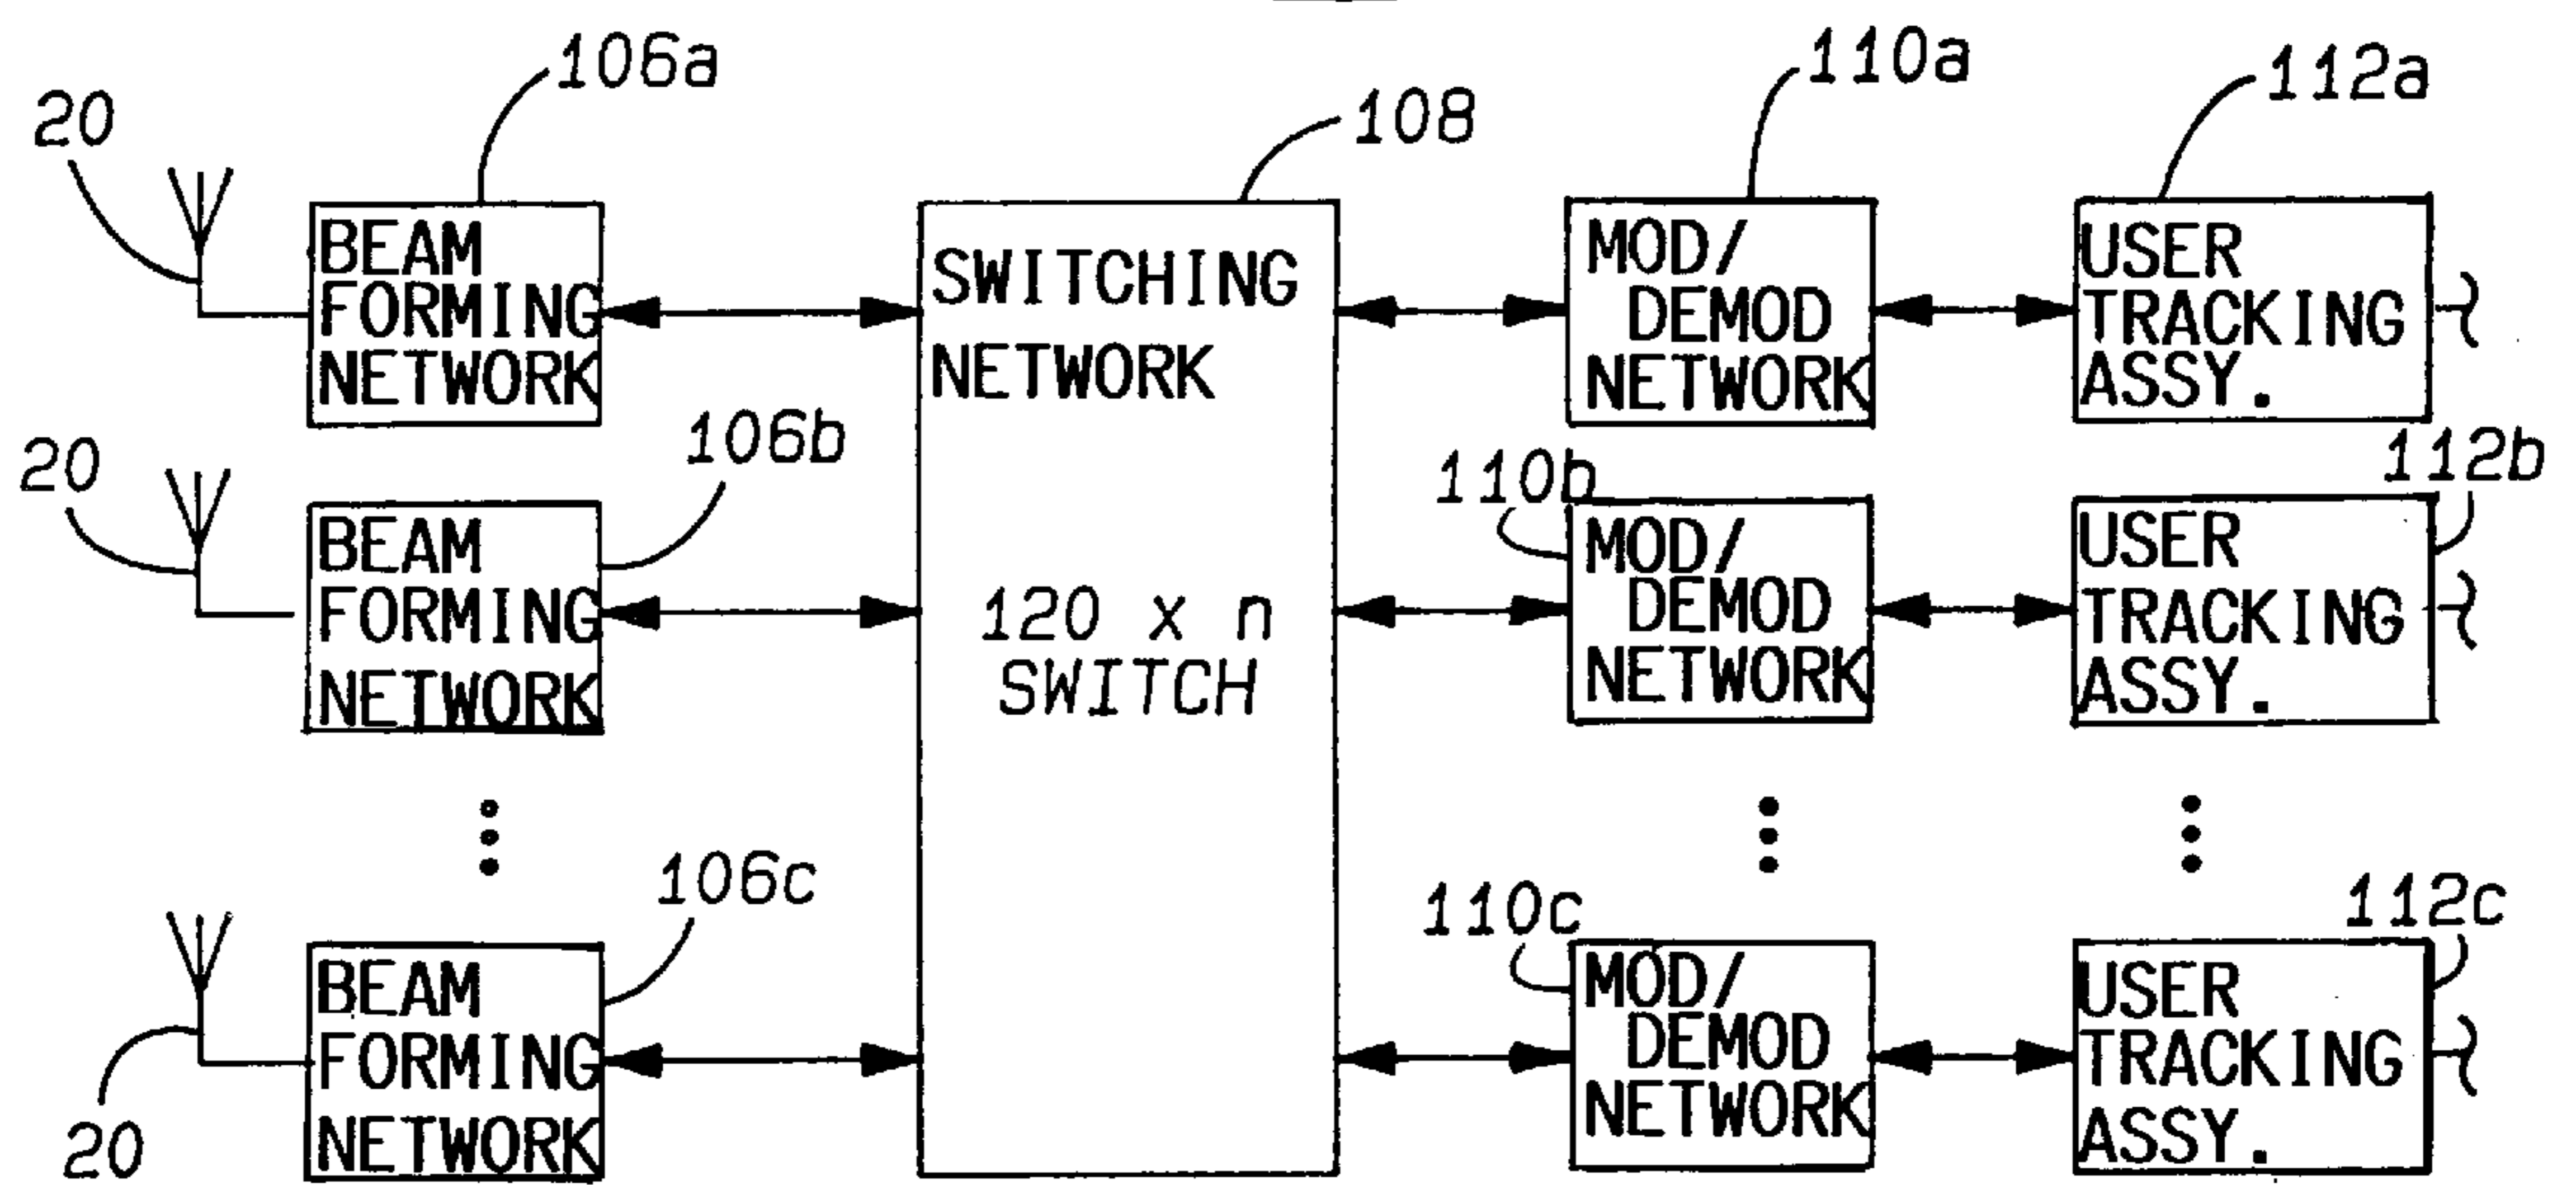 106a
110a
112a
20
108
BEAM
FORMING
NETWORK
SWITCHING
NETWORK
MOD/
DEMOD
NETWORK
USER
TRACKING
ASSY.
20
106b
110b
112b
BEAM
FORMING
NETWORK
120 x n
SWITCH
MOD/
DEMOD
NETWORK
USER
TRACKING
ASSY.
106c
110c
112c
BEAM
FORMING
NETWORK
MOD/
DEMOD
NETWORK
USER
TRACKING
ASSY.
20